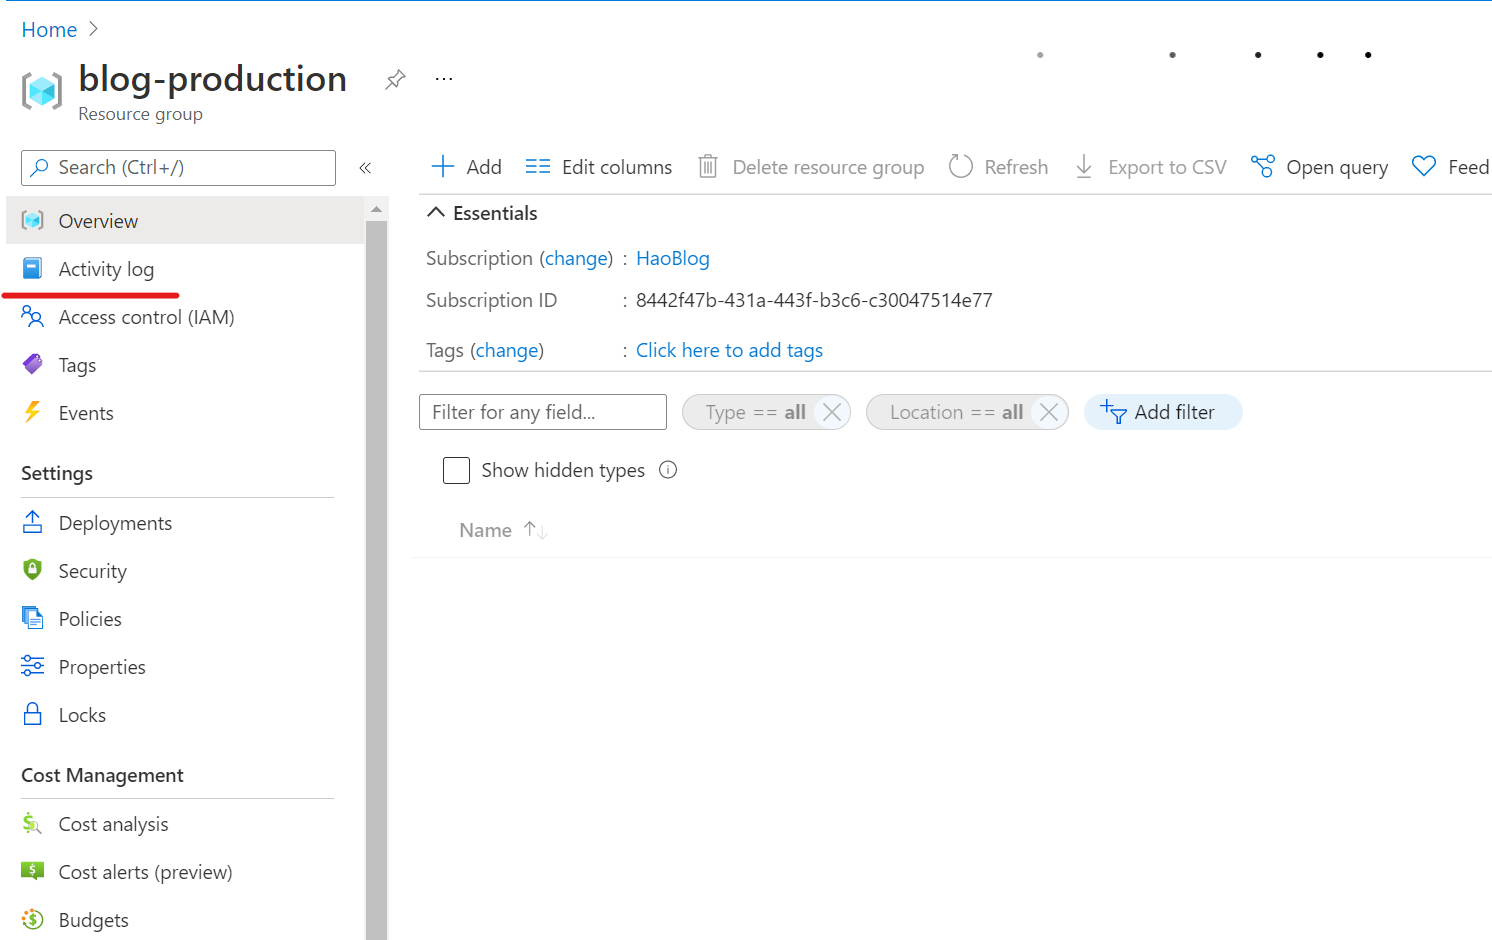 Home
blog-production
...
Resource group
Search (Ctrl+/)
«
Add
Edit columns
Delete resource group
Refresh
Export to CSV
Open query
Feed
Overview
Activity log
Access control (IAM)
Tags
Events
Settings
Deployments
Security
Policies
Properties
Locks
Cost Management
Cost analysis
Cost alerts (preview)
Budgets
Essentials
Subscription (change) : HaoBlog
Subscription ID : 8442f47b-431a-443f-b3c6-c30047514e77
Tags (change) : Click here to add tags
Filter for any field...
Type == all
Location == all
Add filter
Show hidden types
Name ↑↓